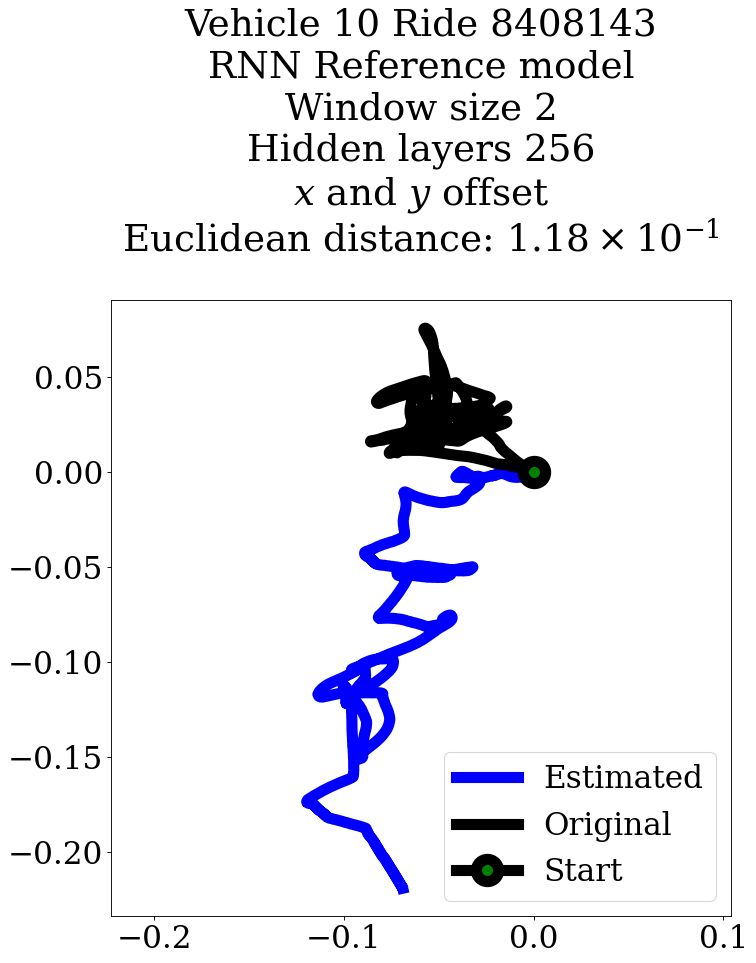 Vehicle 10 Ride 8408143
RNN Reference model
Window size 2
Hidden layers 256
x and y offset
Euclidean distance: 1.18 × 10⁻¹
0.05
0.00
−0.05
−0.10
−0.15
−0.20
Estimated
Original
Start
−0.2 −0.1 0.0 0.1